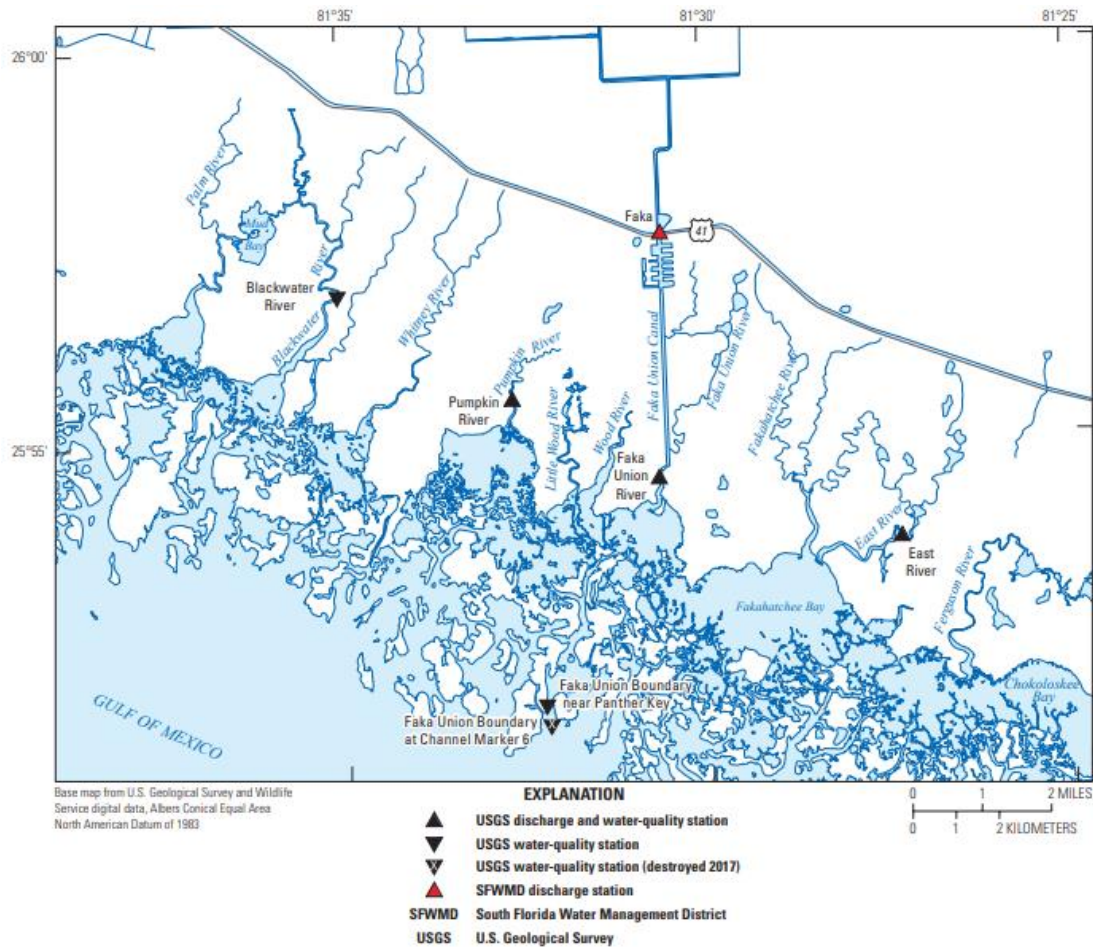 81°35'
81°30'
81°25'
26°00'
25°55'
Palm River
Mud
Bay
River
Blackwater
River
Blackwater
Whitney River
Faka
41
Pumpkin River
Pumpkin
River
Little Wood River
Wood River
Faka Union Canal
Faka Union River
Fakahatchee River
Faka
Union
River
East River
East
River
Ferguson River
Fakahatchee Bay
Chokoloskee
Bay
Faka Union Boundary
near Panther Key
Faka Union Boundary
at Channel Marker 6
GULF OF MEXICO
Base map from U.S. Geological Survey and Wildlife
Service digital data, Albers Conical Equal Area
North American Datum of 1983
EXPLANATION
USGS discharge and water-quality station
USGS water-quality station
X USGS water-quality station (destroyed 2017)
SFWMD discharge station
SFWMD South Florida Water Management District
USGS U.S. Geological Survey
0 1 2 MILES
0 1 2 KILOMETERS